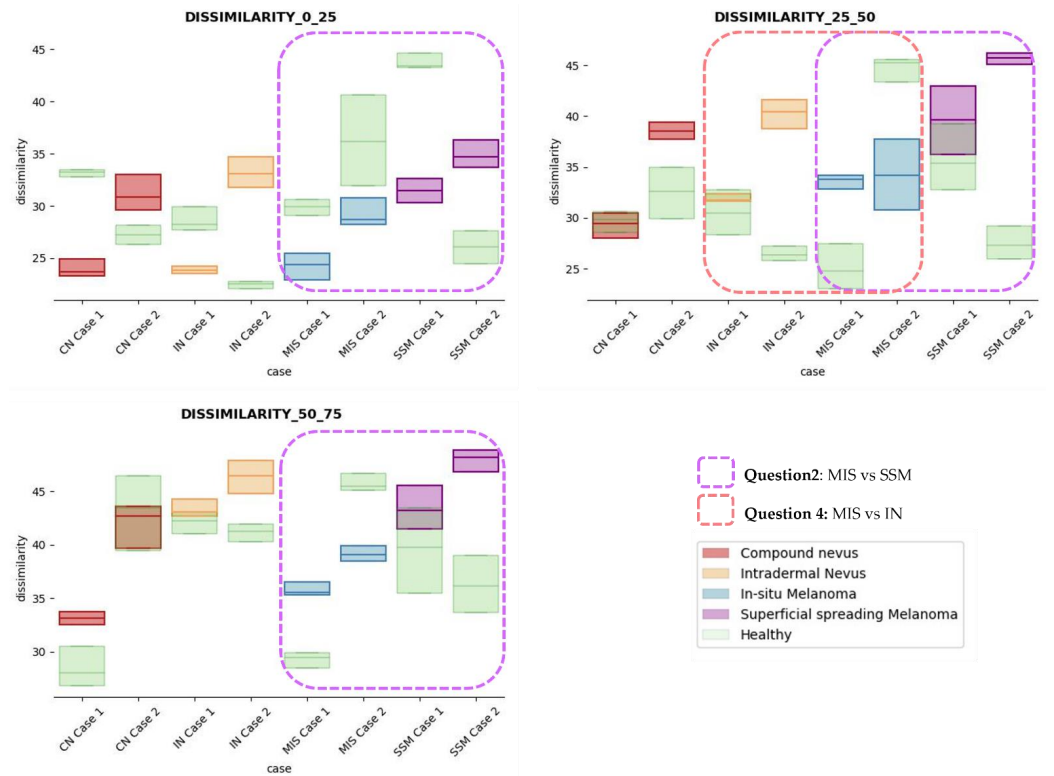 DISSIMILARITY_0_25
45
40
35
30
25
dissimilarity
CN Case 1
CN Case 2
IN Case 1
IN Case 2
MIS Case 1
MIS Case 2
SSM Case 1
SSM Case 2
case
DISSIMILARITY_25_50
45
40
35
30
25
dissimilarity
CN Case 1
CN Case 2
IN Case 1
IN Case 2
MIS Case 1
MIS Case 2
SSM Case 1
SSM Case 2
case
DISSIMILARITY_50_75
45
40
35
30
dissimilarity
CN Case 1
CN Case 2
IN Case 1
IN Case 2
MIS Case 1
MIS Case 2
SSM Case 1
SSM Case 2
case
Question2: MIS vs SSM
Question 4: MIS vs IN
Compound nevus
Intradermal Nevus
In-situ Melanoma
Superficial spreading Melanoma
Healthy